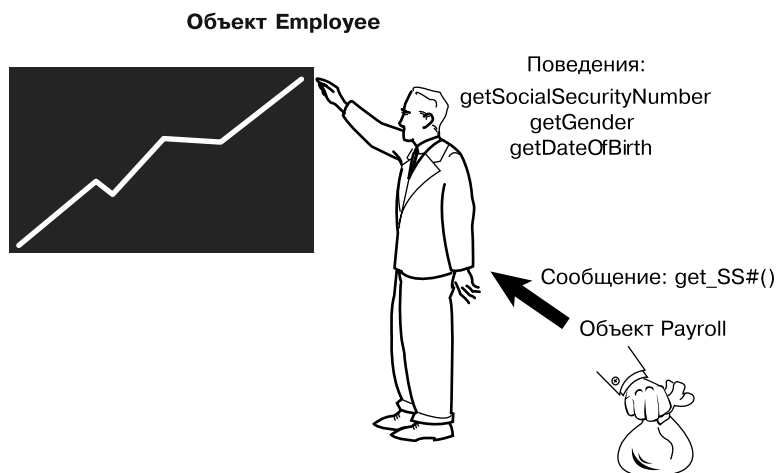 Объект Employee
Поведения:
getSocialSecurityNumber
getGender
getDateOfBirth
Сообщение: get_SS#()
Объект Payroll